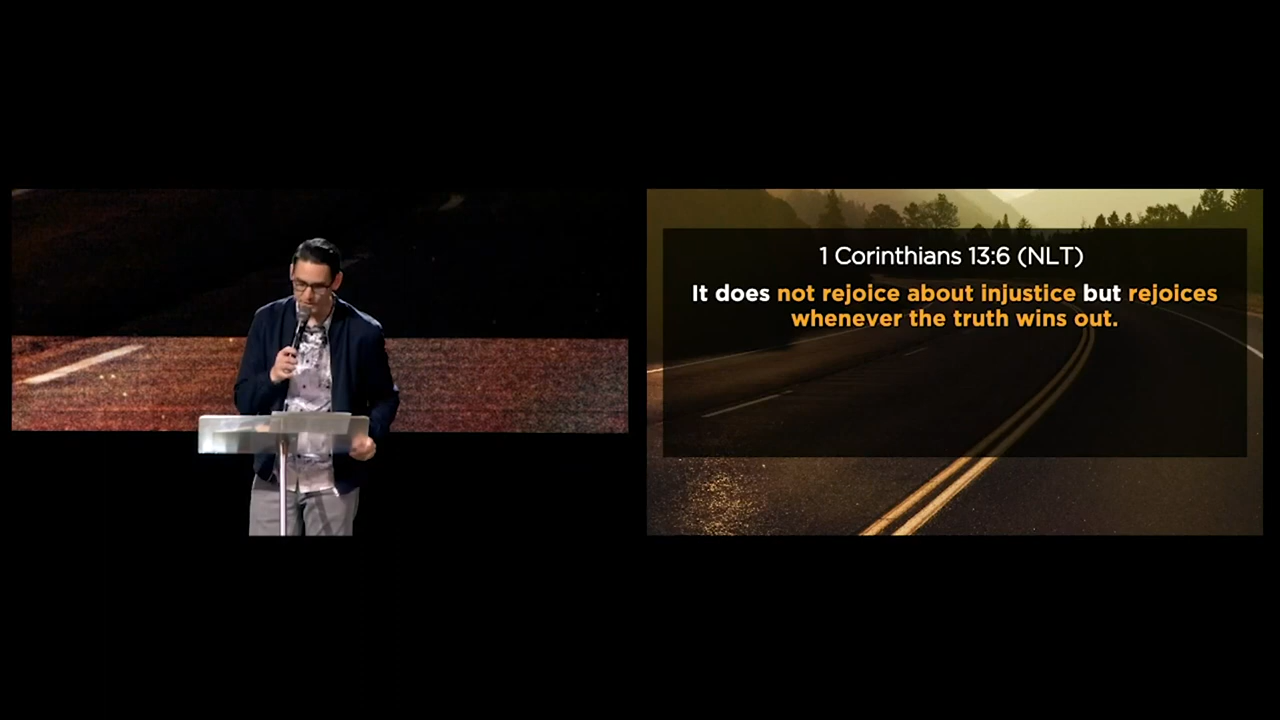 1 Corinthians 13:6 (NLT)
It does not rejoice about injustice but rejoices
whenever the truth wins out.